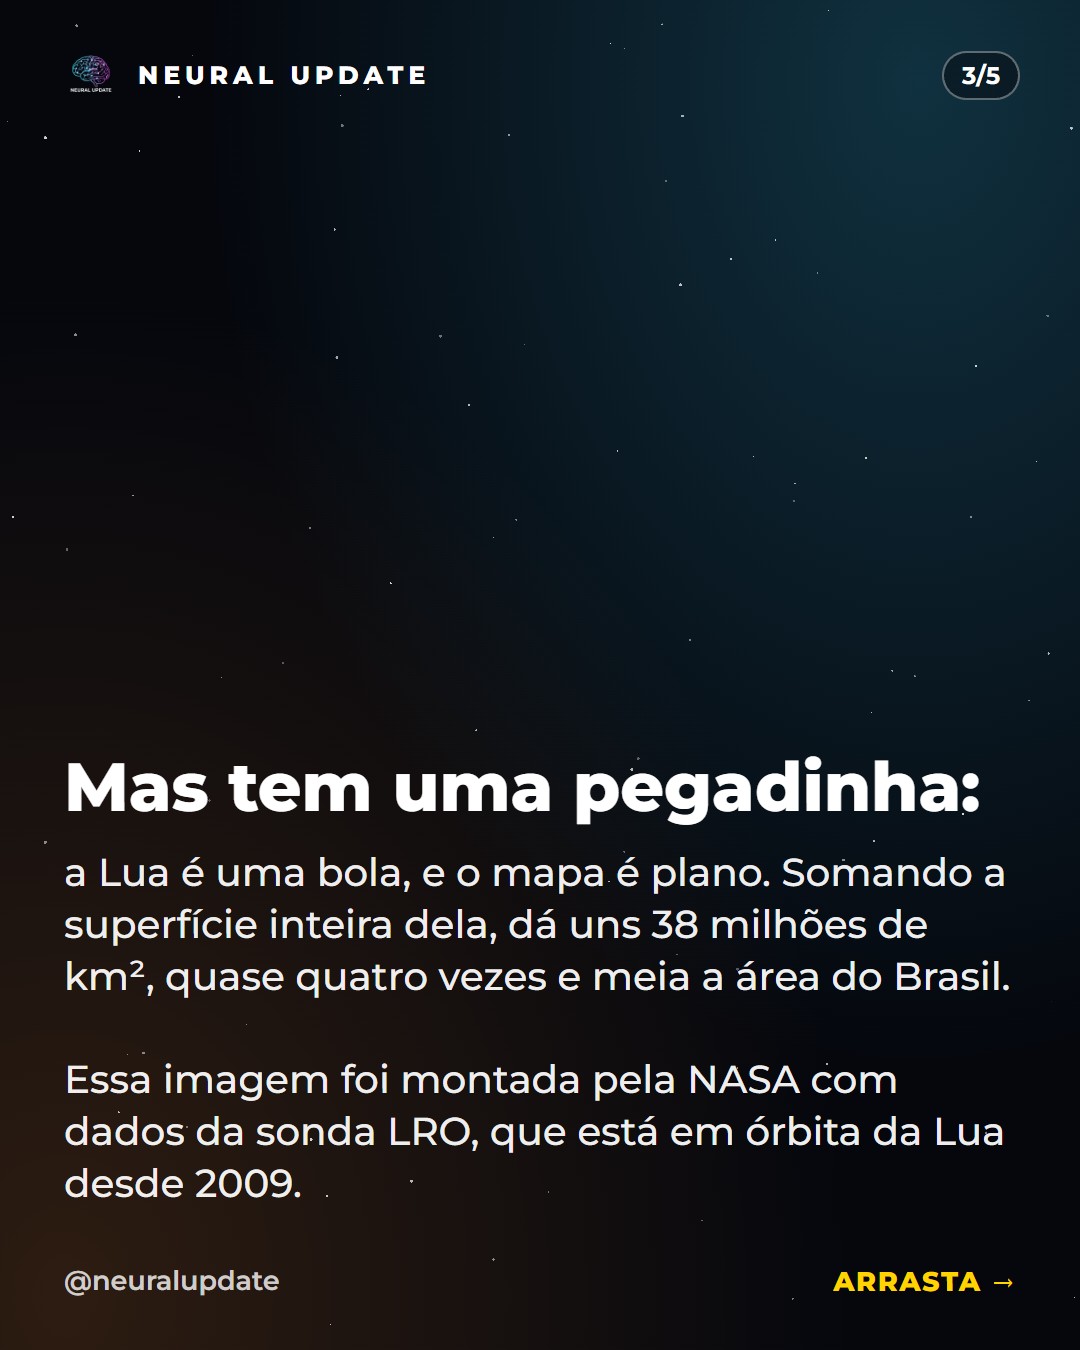 NEURAL UPDATE
NEURAL UPDATE
3/5
Mas tem uma pegadinha:
a Lua é uma bola, e o mapa é plano. Somando a
superfície inteira dela, dá uns 38 milhões de
km², quase quatro vezes e meia a área do Brasil.
Essa imagem foi montada pela NASA com
dados da sonda LRO, que está em órbita da Lua
desde 2009.
@neuralupdate
ARRASTA →